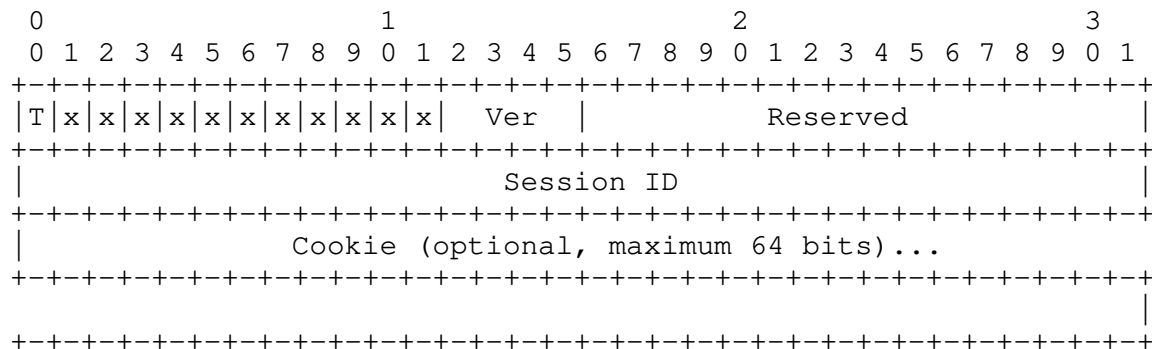 0                   1                   2                   3
 0 1 2 3 4 5 6 7 8 9 0 1 2 3 4 5 6 7 8 9 0 1 2 3 4 5 6 7 8 9 0 1
+-+-+-+-+-+-+-+-+-+-+-+-+-+-+-+-+-+-+-+-+-+-+-+-+-+-+-+-+-+-+-+-+
|T|x|x|x|x|x|x|x|x|x|x|x|  Ver  |          Reserved             |
+-+-+-+-+-+-+-+-+-+-+-+-+-+-+-+-+-+-+-+-+-+-+-+-+-+-+-+-+-+-+-+-+
|                           Session ID                          |
+-+-+-+-+-+-+-+-+-+-+-+-+-+-+-+-+-+-+-+-+-+-+-+-+-+-+-+-+-+-+-+-+
|               Cookie (optional, maximum 64 bits)...
+-+-+-+-+-+-+-+-+-+-+-+-+-+-+-+-+-+-+-+-+-+-+-+-+-+-+-+-+-+-+-+-+
                                                                |
+-+-+-+-+-+-+-+-+-+-+-+-+-+-+-+-+-+-+-+-+-+-+-+-+-+-+-+-+-+-+-+-+